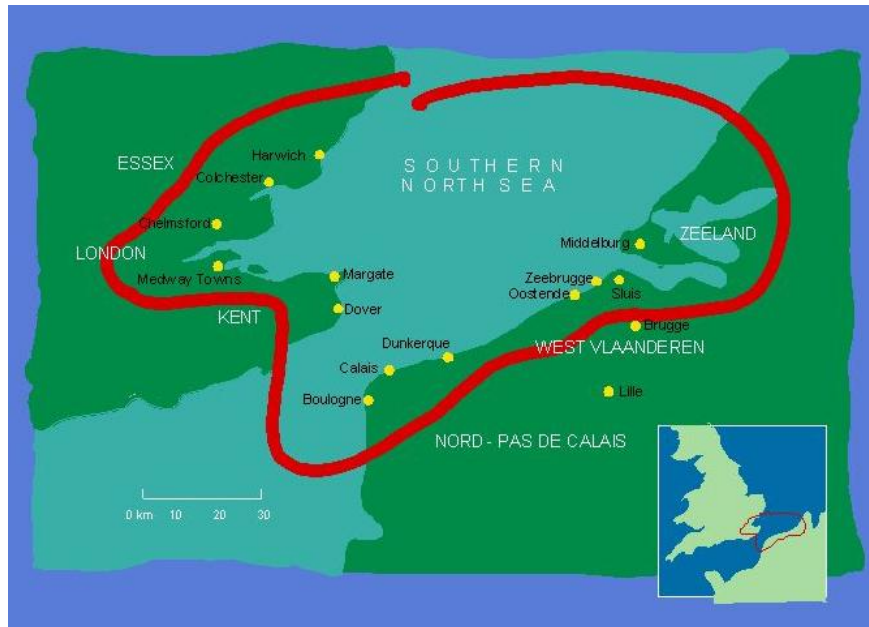 Harwich
ESSEX
Colchester
SOUTHERN
NORTH SEA
Chelmsford
ZEELAND
Middelburg
LONDON
Medway Towns
Margate
Zeebrugge
Sluis
Oostende
KENT
Dover
Brugge
Dunkerque
WEST VLAANDEREN
Calais
Lille
Boulogne
NORD - PAS DE CALAIS
0 km 10 20 30